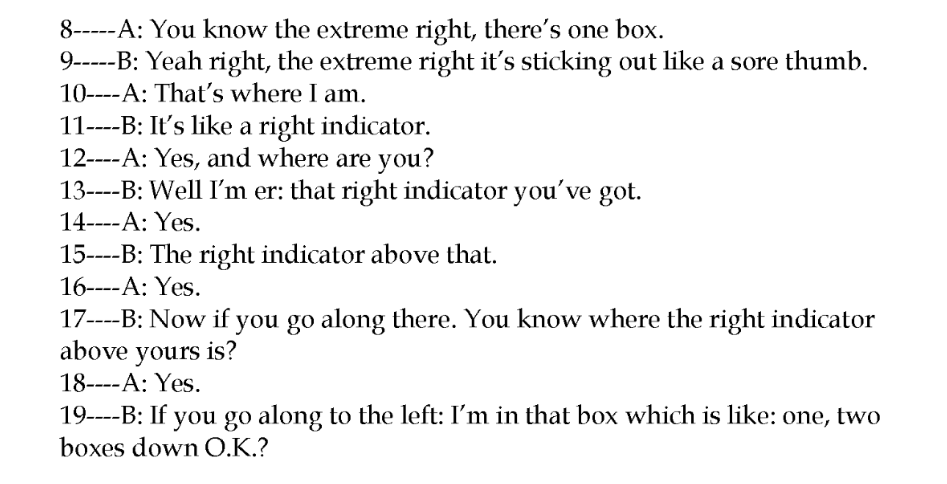 8-----A: You know the extreme right, there’s one box.
9-----B: Yeah right, the extreme right it’s sticking out like a sore thumb.
10----A: That’s where I am.
11----B: It’s like a right indicator.
12----A: Yes, and where are you?
13----B: Well I’m er: that right indicator you’ve got.
14----A: Yes.
15----B: The right indicator above that.
16----A: Yes.
17----B: Now if you go along there. You know where the right indicator
above yours is?
18----A: Yes.
19----B: If you go along to the left: I’m in that box which is like: one, two
boxes down O.K.?